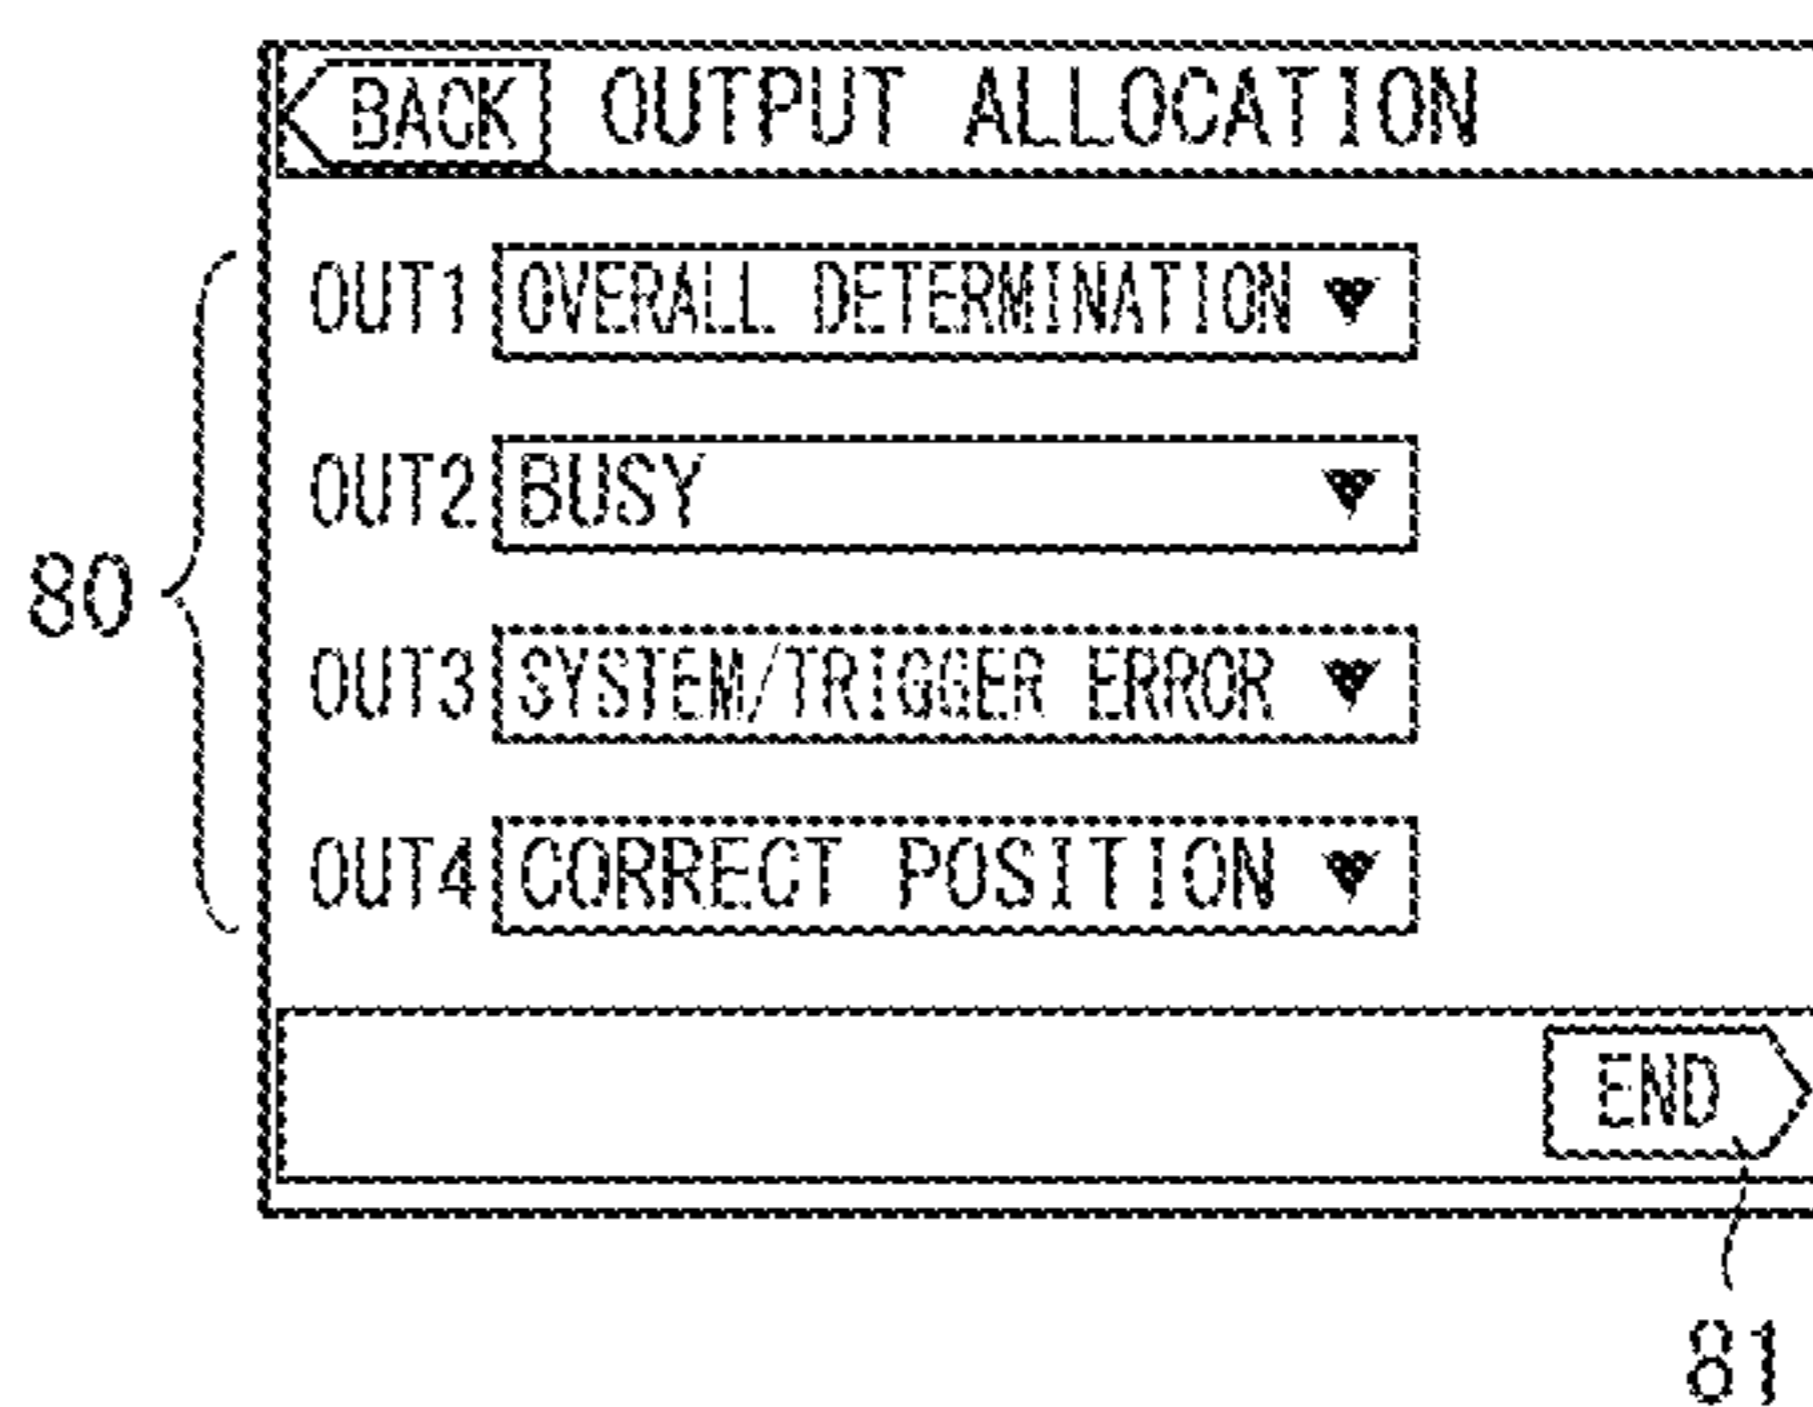 BACK OUTPUT ALLOCATION
OUT1 OVERALL DETERMINATION
OUT2 BUSY
80
OUT3 SYSTEM/TRIGGER ERROR
OUT4 CORRECT POSITION
END
81